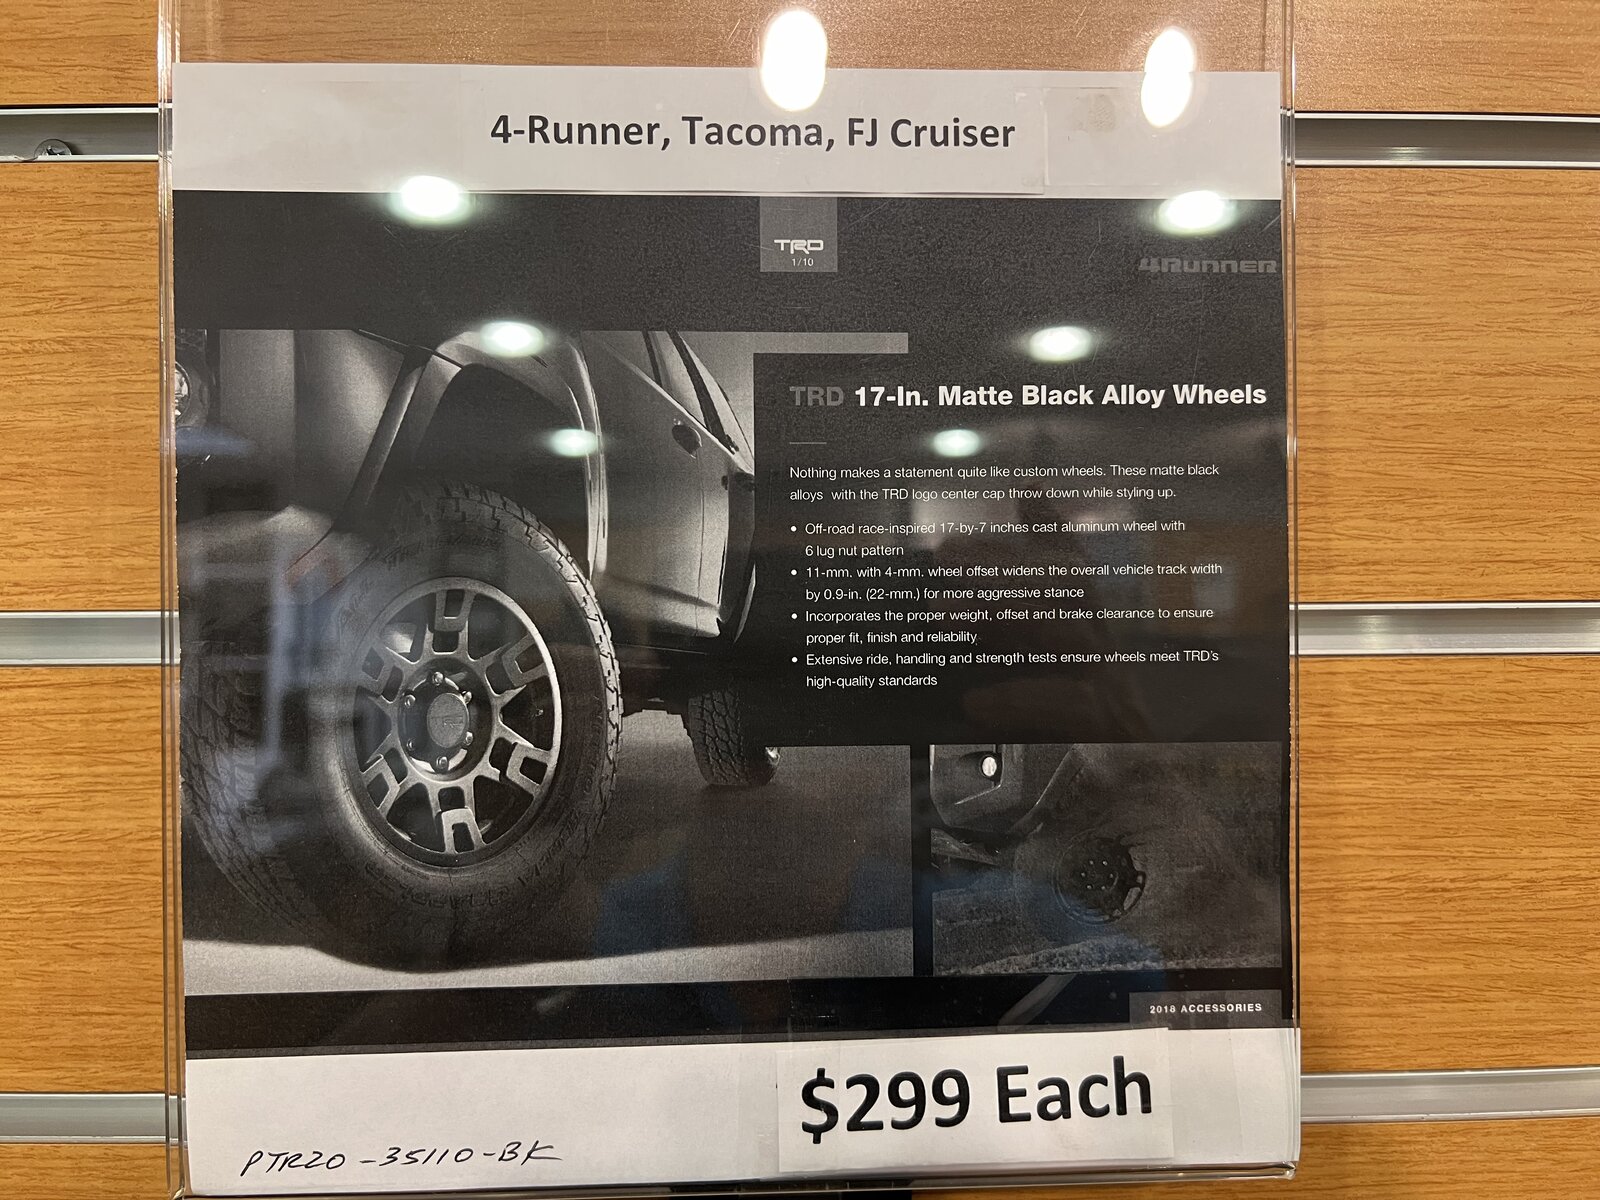 4-Runner, Tacoma, FJ Cruiser
TRD
1/10
4Runner
TRD 17-In. Matte Black Alloy Wheels
Nothing makes a statement quite like custom wheels. These matte black
alloys with the TRD logo center cap throw down while styling up.
• Off-road race-inspired 17-by-7 inches cast aluminum wheel with
6 lug nut pattern
• 11-mm. with 4-mm. wheel offset widens the overall vehicle track width
by 0.9-in. (22-mm.) for more aggressive stance
• Incorporates the proper weight, offset and brake clearance to ensure
proper fit, finish and reliability
• Extensive ride, handling and strength tests ensure wheels meet TRD's
high-quality standards
2018 ACCESSORIES
$299 Each
PTR20-35110-BK